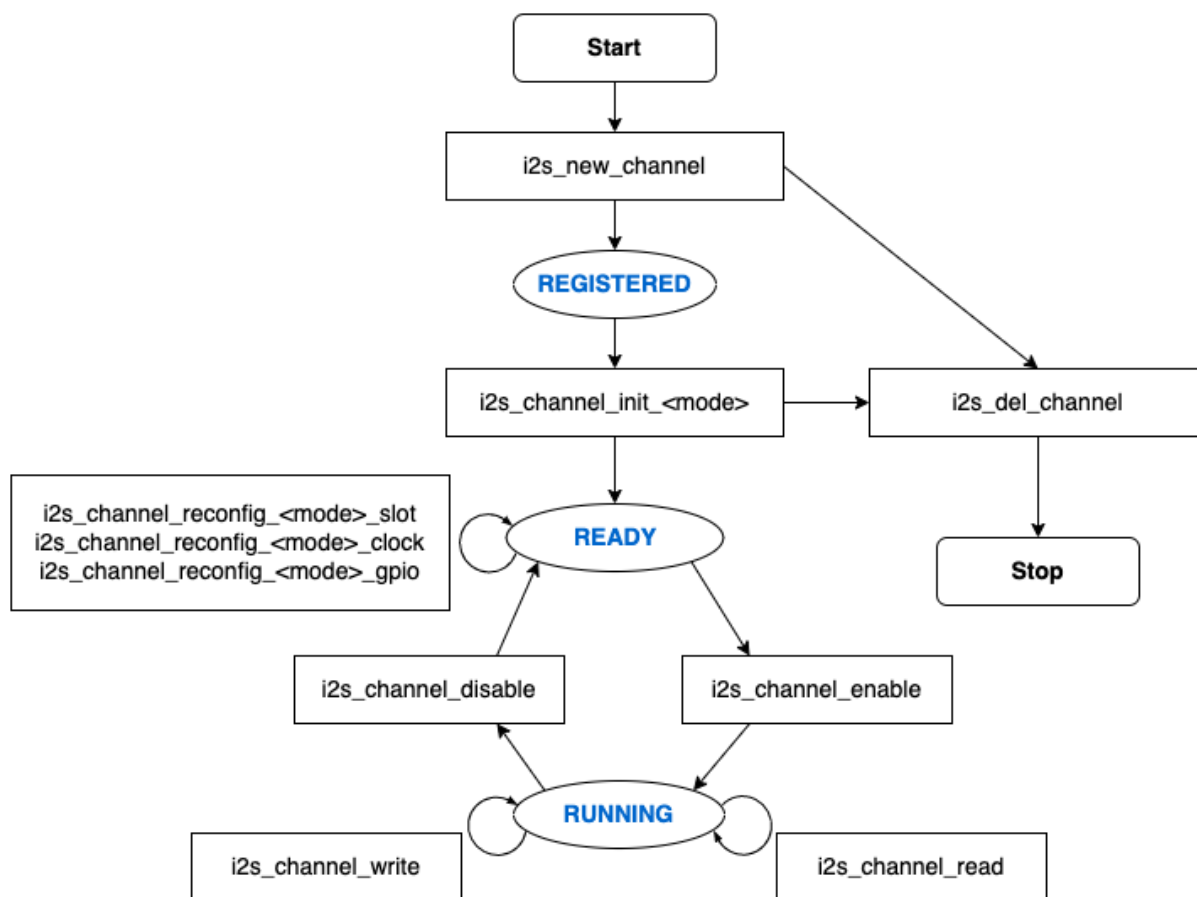 Start
i2s_new_channel
REGISTERED
i2s_channel_init_<mode>
i2s_del_channel
i2s_channel_reconfig_<mode>_slot
i2s_channel_reconfig_<mode>_clock
i2s_channel_reconfig_<mode>_gpio
READY
Stop
i2s_channel_disable
i2s_channel_enable
RUNNING
i2s_channel_write
i2s_channel_read